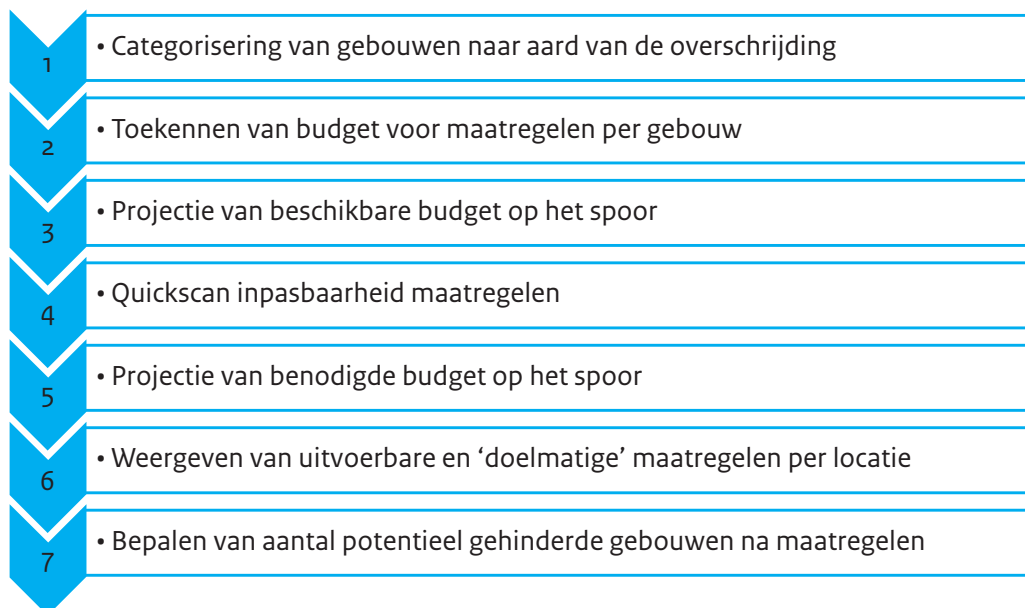 1 • Categorisering van gebouwen naar aard van de overschrijding
2 • Toekennen van budget voor maatregelen per gebouw
3 • Projectie van beschikbare budget op het spoor
4 • Quickscan inpasbaarheid maatregelen
5 • Projectie van benodigde budget op het spoor
6 • Weergeven van uitvoerbare en ‘doelmatige’ maatregelen per locatie
7 • Bepalen van aantal potentieel gehinderde gebouwen na maatregelen